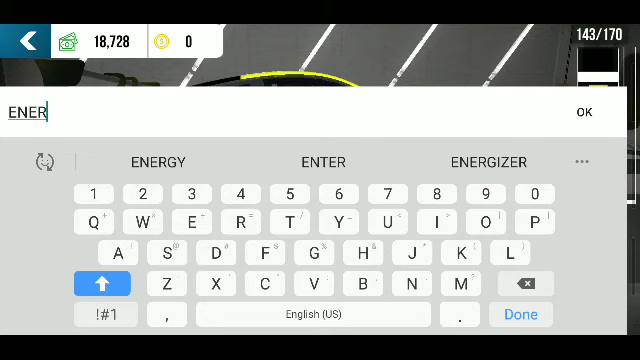 18,728 0 143/170
ENER OK
ENERGY ENTER ENERGIZER ...
1 2 3 4 5 6 7 8 9 0
Q W E R T Y U I O P
A S D F G H J K L
Z X C V B N M
!#1 , English (US) . Done